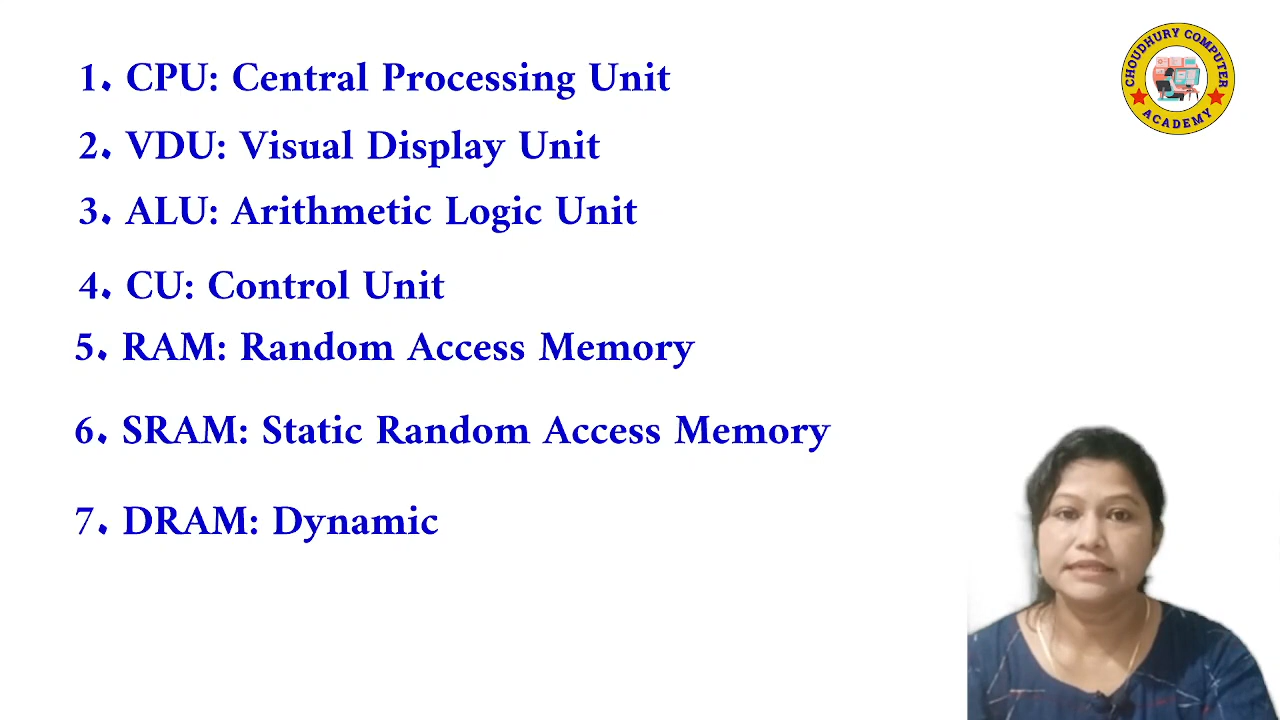 1. CPU: Central Processing Unit
2. VDU: Visual Display Unit
3. ALU: Arithmetic Logic Unit
4. CU: Control Unit
5. RAM: Random Access Memory
6. SRAM: Static Random Access Memory
7. DRAM: Dynamic
CHOUDHURY COMPUTER
ACADEMY